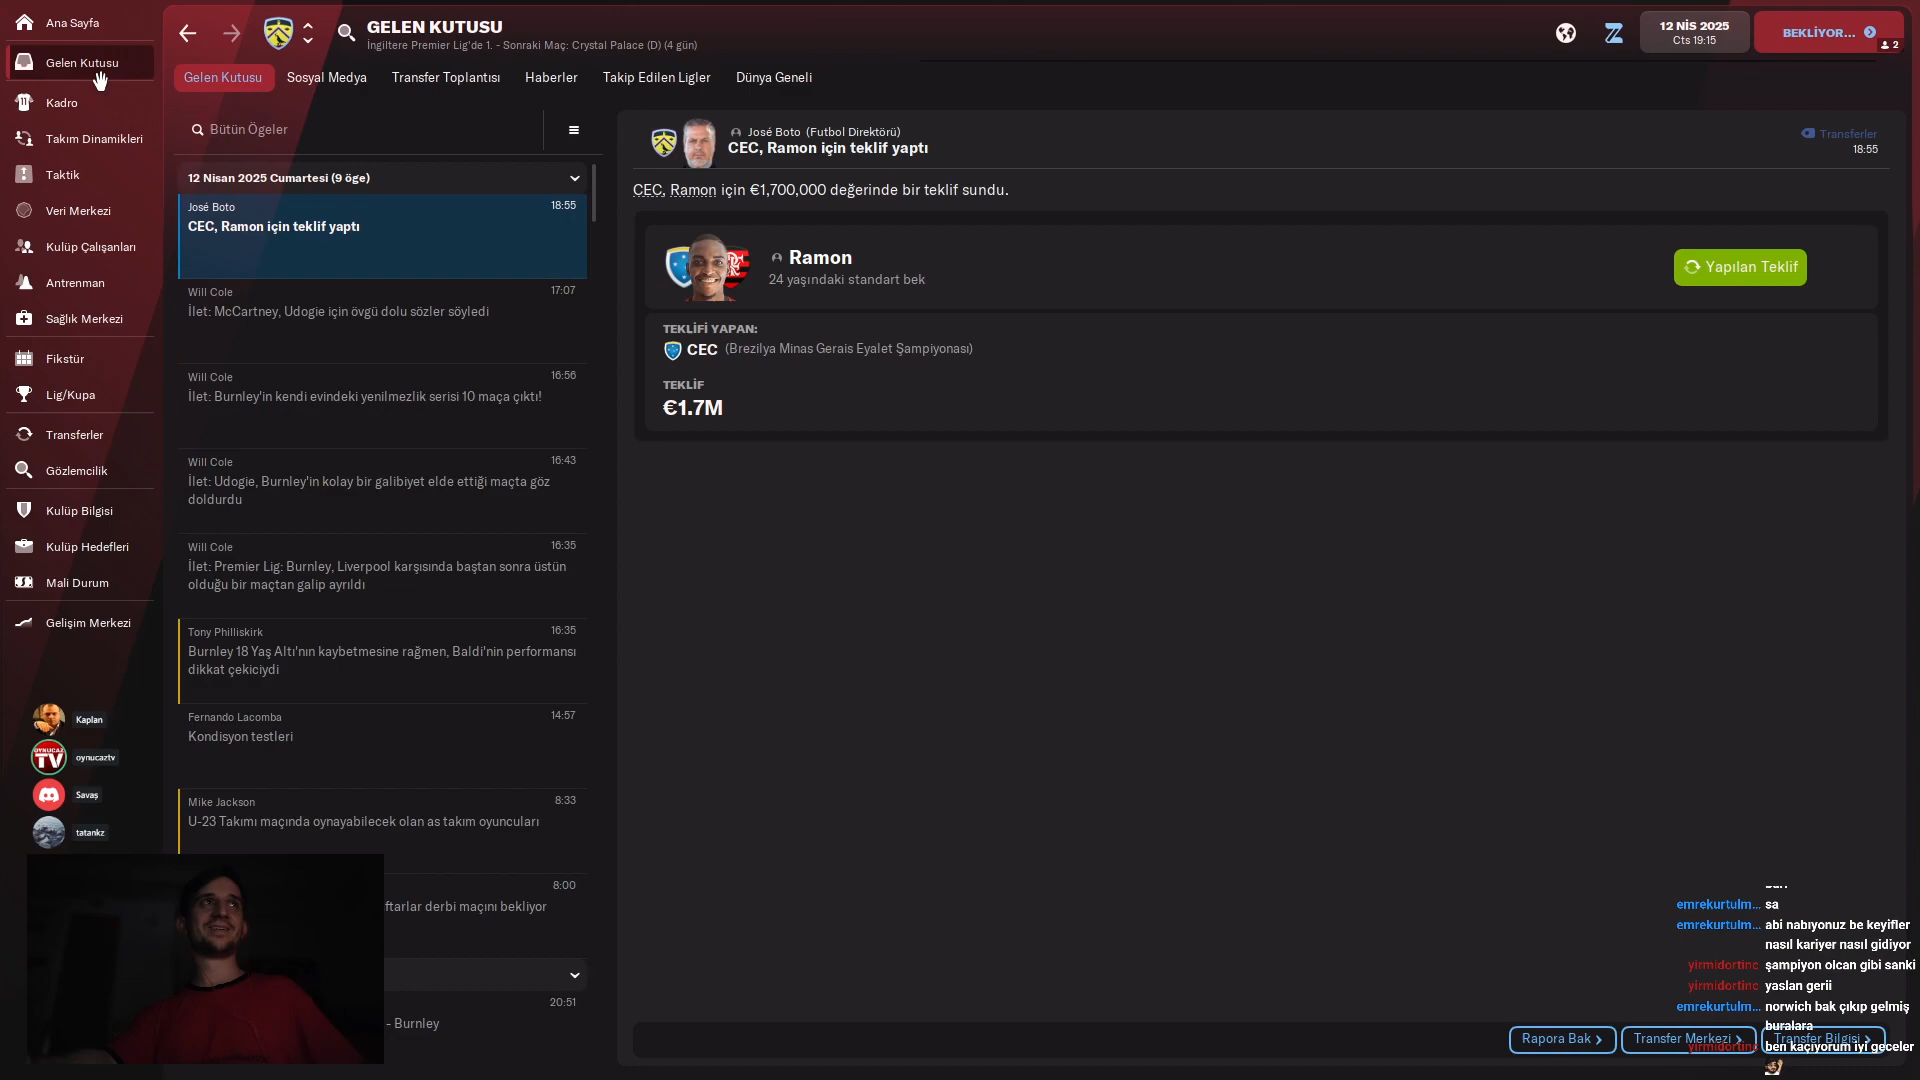 Ana Sayfa
Gelen Kutusu
Kadro
Takım Dinamikleri
Taktik
Veri Merkezi
Kulüp Çalışanları
Antrenman
Sağlık Merkezi
Fikstür
Lig/Kupa
Transferler
Gözlemcilik
Kulüp Bilgisi
Kulüp Hedefleri
Mali Durum
Gelişim Merkezi
Kaplan
OYNUCAZ TV
oynucaztv
Savaş
tatankz
GELEN KUTUSU
İngiltere Premier Lig'de 1. - Sonraki Maç: Crystal Palace (D) (4 gün)
12 NİS 2025
Cts 19:15
BEKLİYOR...
2
Gelen Kutusu
Sosyal Medya
Transfer Toplantısı
Haberler
Takip Edilen Ligler
Dünya Geneli
Bütün Ögeler
12 Nisan 2025 Cumartesi (9 öge)
José Boto 18:55
CEC, Ramon için teklif yaptı
Will Cole 17:07
İlet: McCartney, Udogie için övgü dolu sözler söyledi
Will Cole 16:56
İlet: Burnley'in kendi evindeki yenilmezlik serisi 10 maça çıktı!
Will Cole 16:43
İlet: Udogie, Burnley'in kolay bir galibiyet elde ettiği maçta göz
doldurdu
Will Cole 16:35
İlet: Premier Lig: Burnley, Liverpool karşısında baştan sonra üstün
olduğu bir maçtan galip ayrıldı
Tony Philliskirk 16:35
Burnley 18 Yaş Altı'nın kaybetmesine rağmen, Baldi'nin performansı
dikkat çekiciydi
Fernando Lacomba 14:57
Kondisyon testleri
Mike Jackson 8:33
U-23 Takımı maçında oynayabilecek olan as takım oyuncuları
8:00
ftarlar derbi maçını bekliyor
20:51
- Burnley
José Boto (Futbol Direktörü)
CEC, Ramon için teklif yaptı
Transferler
18:55
CEC, Ramon için €1,700,000 değerinde bir teklif sundu.
Ramon
24 yaşındaki standart bek
Yapılan Teklif
TEKLİFİ YAPAN:
CEC (Brezilya Minas Gerais Eyalet Şampiyonası)
TEKLİF
€1.7M
emrekurtulm... sa
emrekurtulm... abi nabıyonuz be keyifler
nasıl kariyer nasıl gidiyor
yirmidortinc şampiyon olcan gibi sanki
yirmidortinc yaslan gerii
emrekurtulm... norwich bak çıkıp gelmiş
buralara
yirmidortinc ben kaçıyorum iyi geceler
Rapora Bak
Transfer Merkezi
Transfer Bilgisi